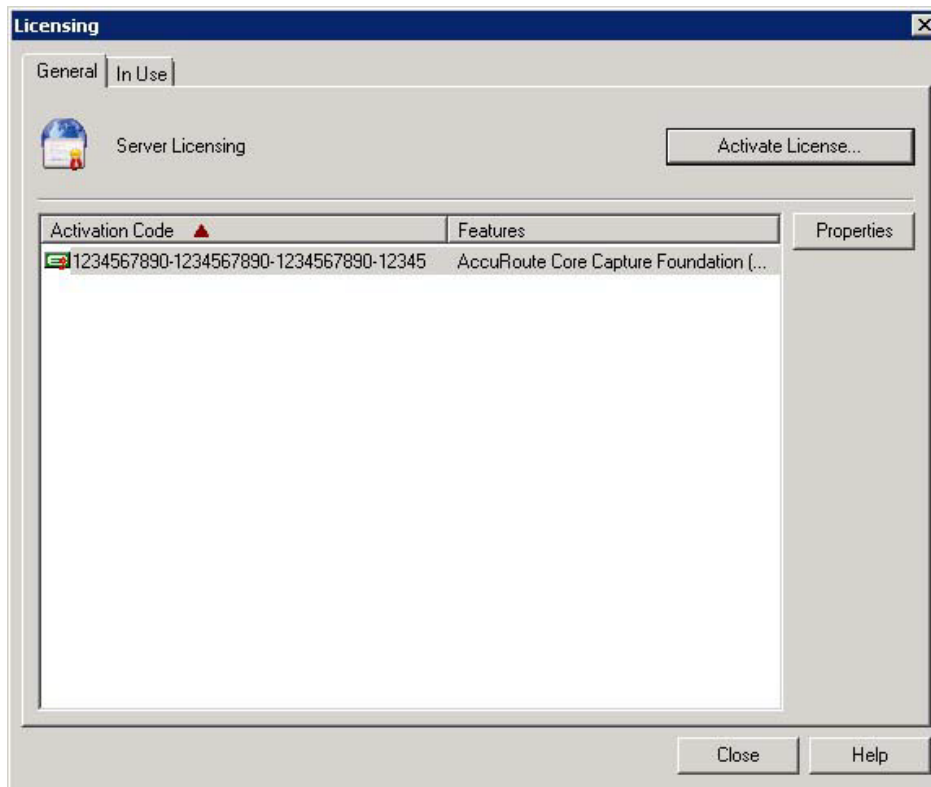 Licensing
General
In Use
Server Licensing
Activate License...
Activation Code
Features
Properties
1234567890-1234567890-1234567890-12345
AccuRoute Core Capture Foundation (...
Close
Help